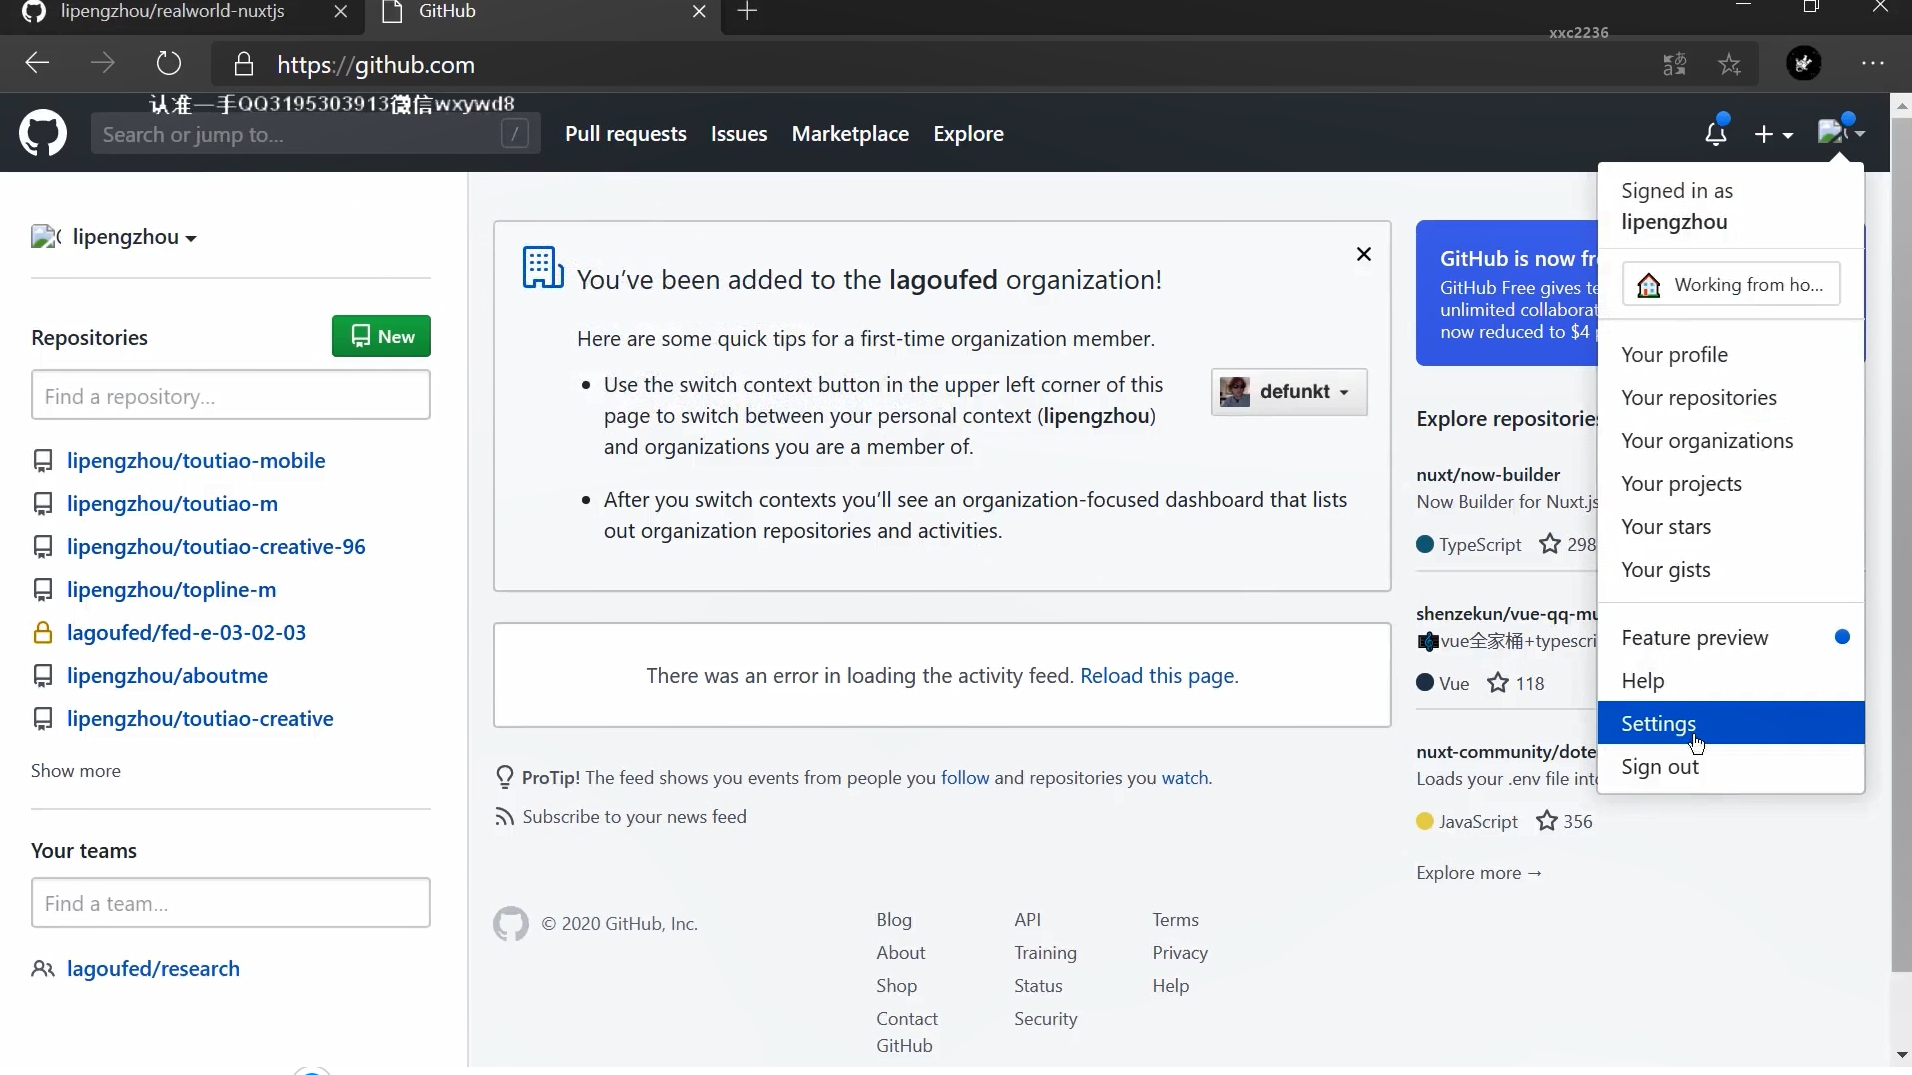 lipengzhou/realworld-nuxtjs
GitHub
xxc2236
https://github.com
认准一手QQ3195303913微信wxywd8
Search or jump to...
/
Pull requests
Issues
Marketplace
Explore
Signed in as
lipengzhou
Working from ho...
Your profile
Your repositories
Your organizations
Your projects
Your stars
Your gists
Feature preview
Help
Settings
Sign out
lipengzhou
Repositories
New
Find a repository...
lipengzhou/toutiao-mobile
lipengzhou/toutiao-m
lipengzhou/toutiao-creative-96
lipengzhou/topline-m
lagoufed/fed-e-03-02-03
lipengzhou/aboutme
lipengzhou/toutiao-creative
Show more
Your teams
Find a team...
lagoufed/research
You've been added to the lagoufed organization!
Here are some quick tips for a first-time organization member.
Use the switch context button in the upper left corner of this
page to switch between your personal context (lipengzhou)
and organizations you are a member of.
defunkt
After you switch contexts you'll see an organization-focused dashboard that lists
out organization repositories and activities.
There was an error in loading the activity feed. Reload this page.
ProTip! The feed shows you events from people you follow and repositories you watch.
Subscribe to your news feed
GitHub is now fr
GitHub Free gives te
unlimited collaborat
now reduced to $4
Explore repositories
nuxt/now-builder
Now Builder for Nuxt.js
TypeScript
298
shenzekun/vue-qq-mu
vue全家桶+typescri
Vue
118
nuxt-community/dote
Loads your .env file into
JavaScript
356
Explore more →
© 2020 GitHub, Inc.
Blog
About
Shop
Contact
GitHub
API
Training
Status
Security
Terms
Privacy
Help